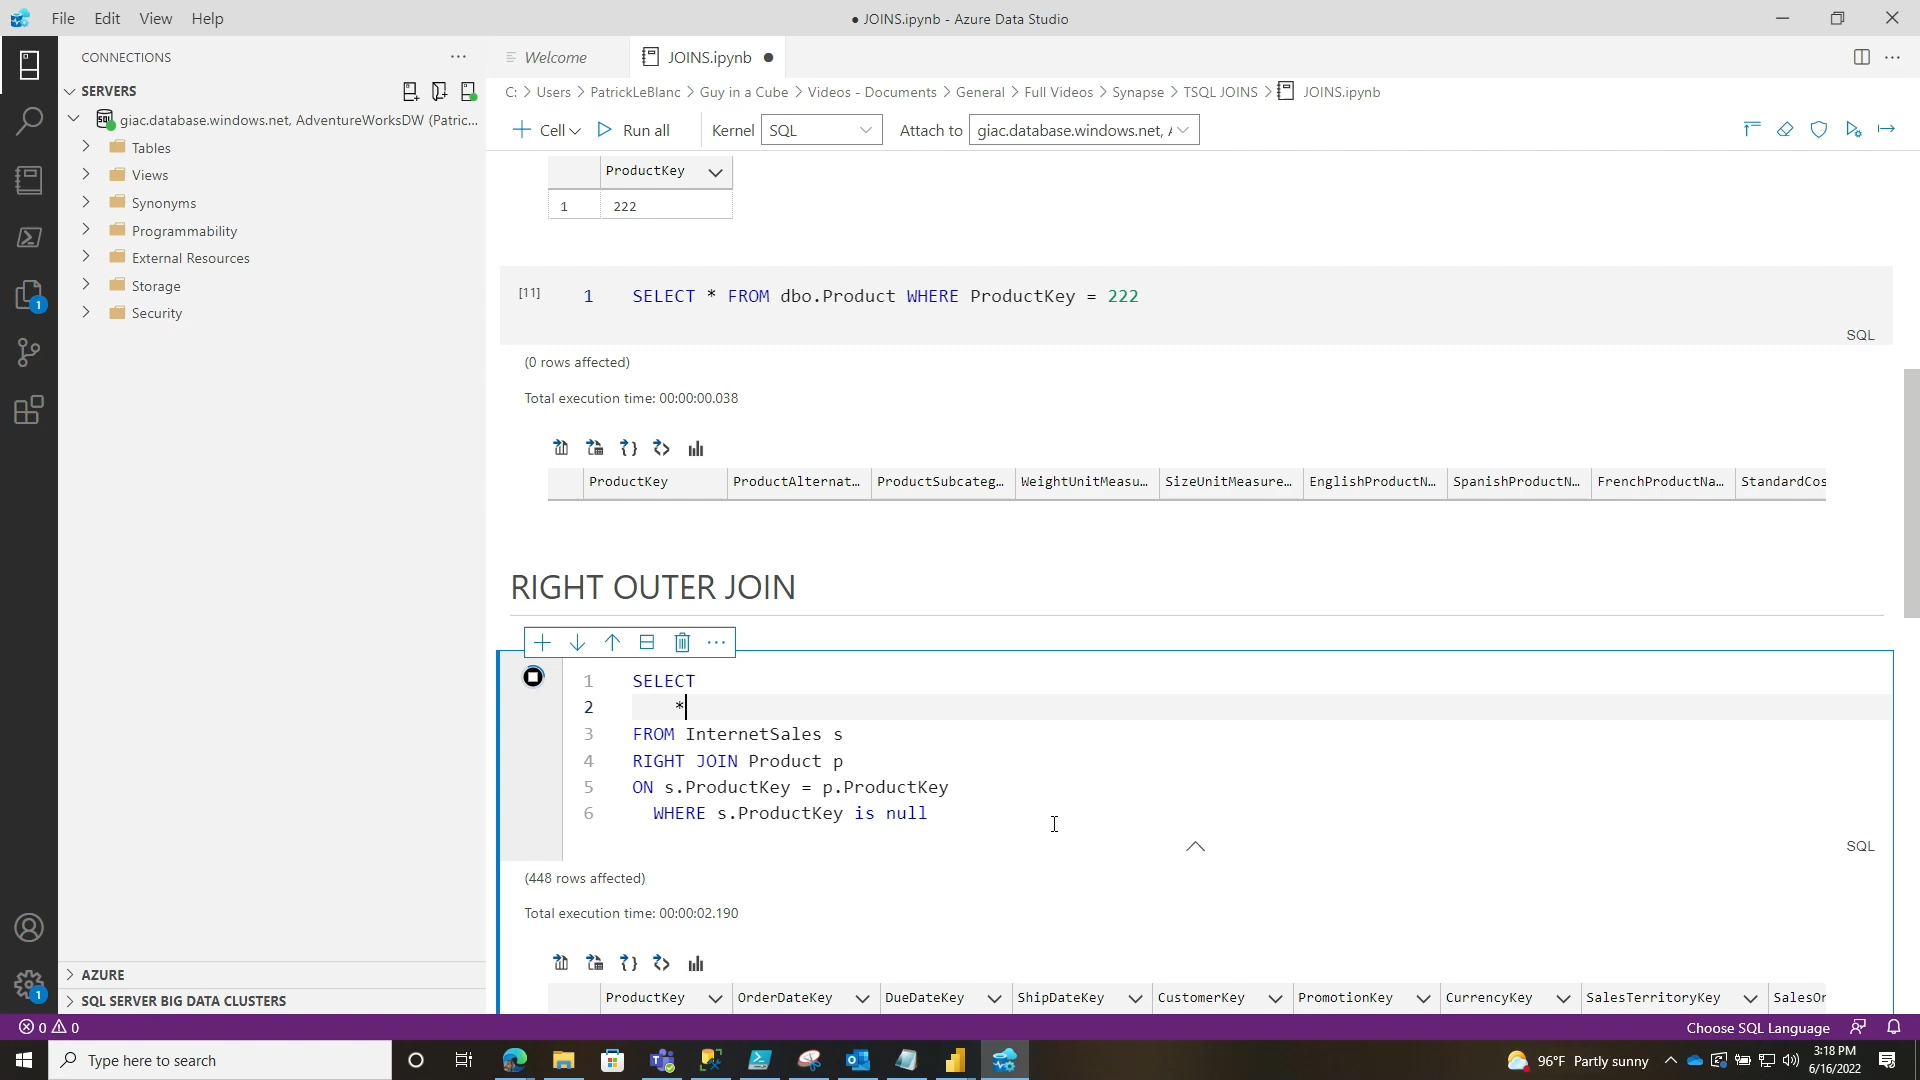 File Edit View Help
● JOINS.ipynb - Azure Data Studio
CONNECTIONS
Welcome
JOINS.ipynb ●
SERVERS
C: > Users > PatrickLeBlanc > Guy in a Cube > Videos - Documents > General > Full Videos > Synapse > TSQL JOINS > JOINS.ipynb
giac.database.windows.net, AdventureWorksDW (Patric...
Cell Run all Kernel SQL Attach to giac.database.windows.net, A
Tables
Views
Synonyms
Programmability
External Resources
Storage
Security
ProductKey
1 222
[11] 1 SELECT * FROM dbo.Product WHERE ProductKey = 222
SQL
(0 rows affected)
Total execution time: 00:00:00.038
ProductKey ProductAlternat... ProductSubcateg... WeightUnitMeasu... SizeUnitMeasure... EnglishProductN... SpanishProductN... FrenchProductNa... StandardCos
RIGHT OUTER JOIN
1 SELECT
2 *
3 FROM InternetSales s
4 RIGHT JOIN Product p
5 ON s.ProductKey = p.ProductKey
6 WHERE s.ProductKey is null
SQL
(448 rows affected)
Total execution time: 00:00:02.190
ProductKey OrderDateKey DueDateKey ShipDateKey CustomerKey PromotionKey CurrencyKey SalesTerritoryKey SalesOr
1
AZURE
1
SQL SERVER BIG DATA CLUSTERS
0 0
Choose SQL Language
Type here to search
96°F Partly sunny
3:18 PM
6/16/2022